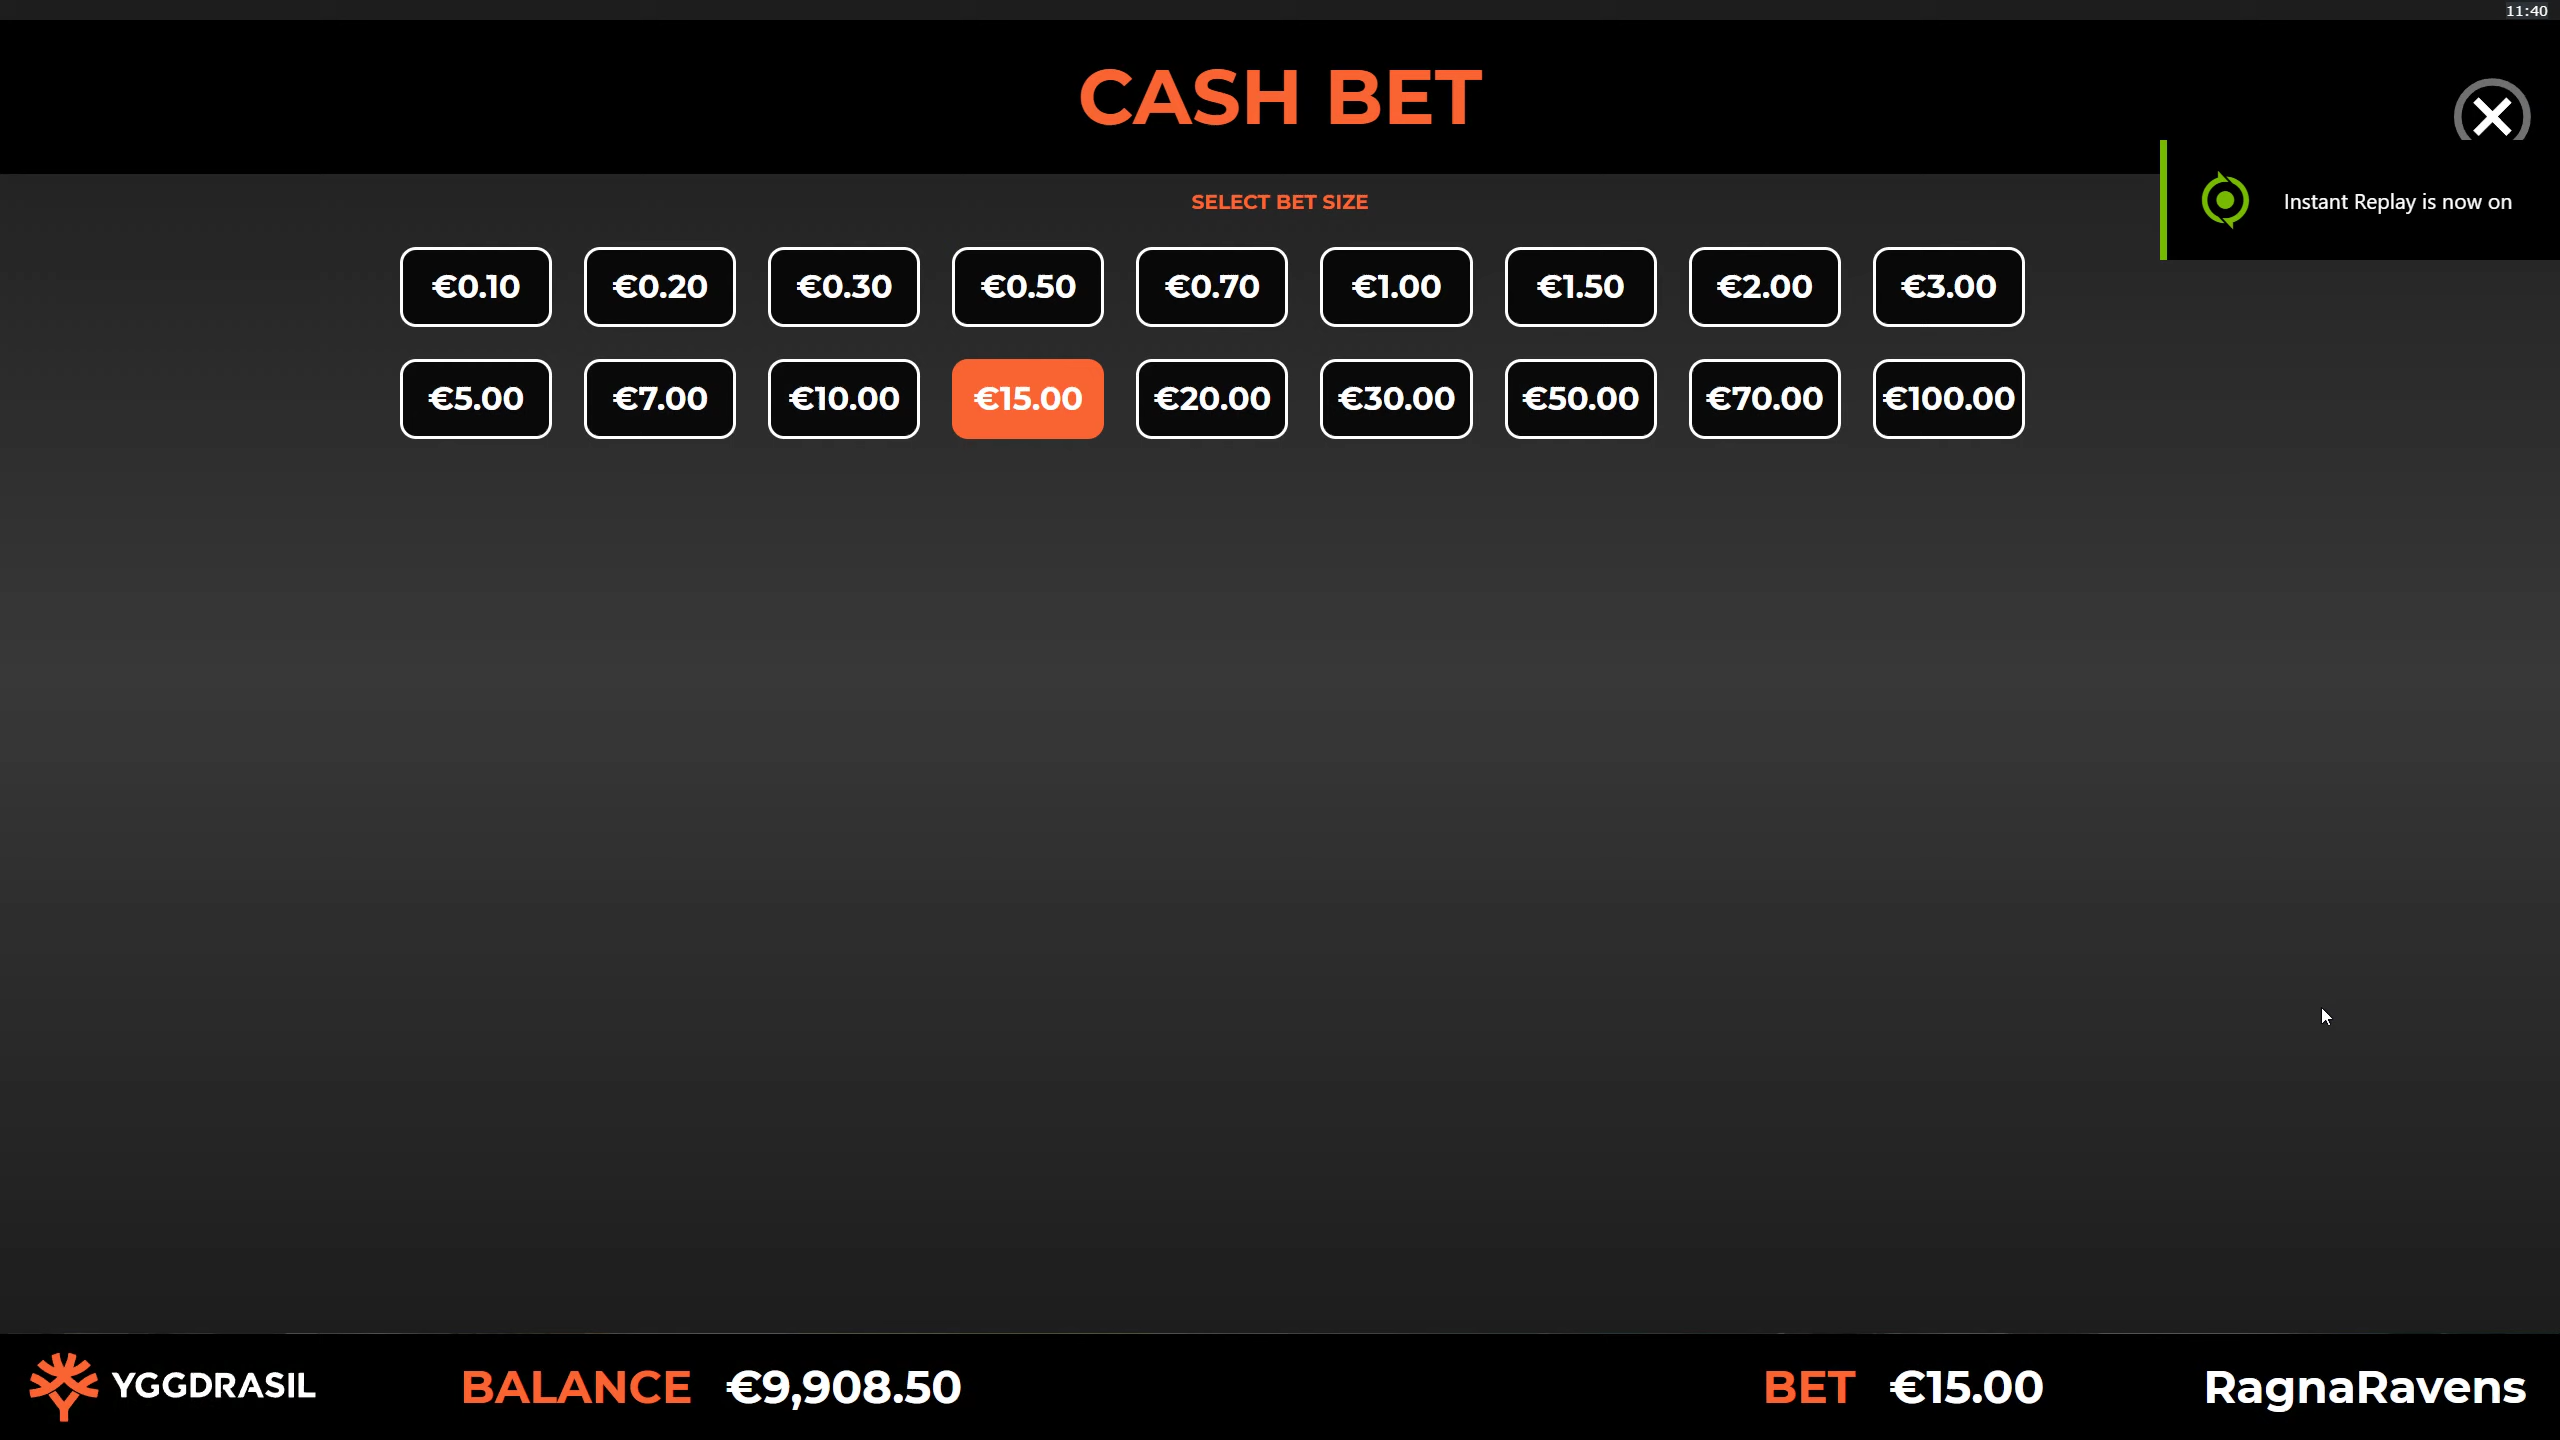 11:40
CASH BET
SELECT BET SIZE
Instant Replay is now on
€0.10 €0.20 €0.30 €0.50 €0.70 €1.00 €1.50 €2.00 €3.00
€5.00 €7.00 €10.00 €15.00 €20.00 €30.00 €50.00 €70.00 €100.00
YGGDRASIL BALANCE €9,908.50 BET €15.00 RagnaRavens